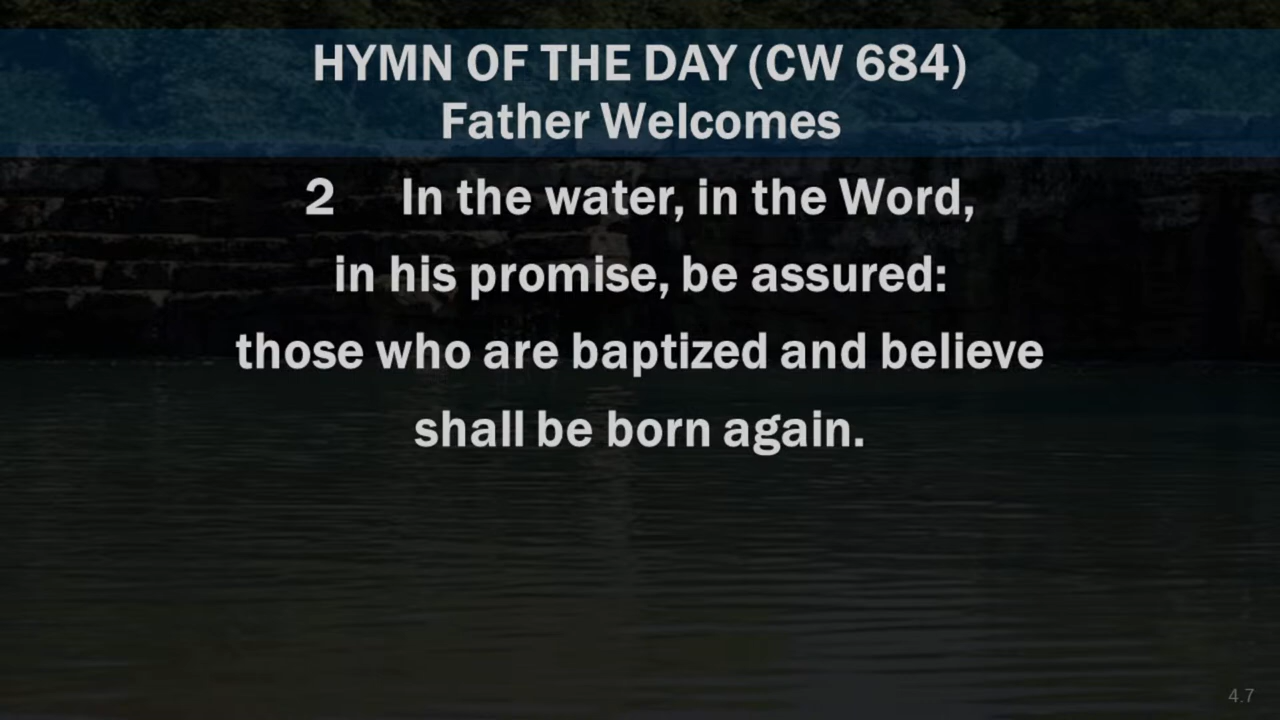 HYMN OF THE DAY (CW 684)
Father Welcomes
2 In the water, in the Word,
in his promise, be assured:
those who are baptized and believe
shall be born again.
4.7